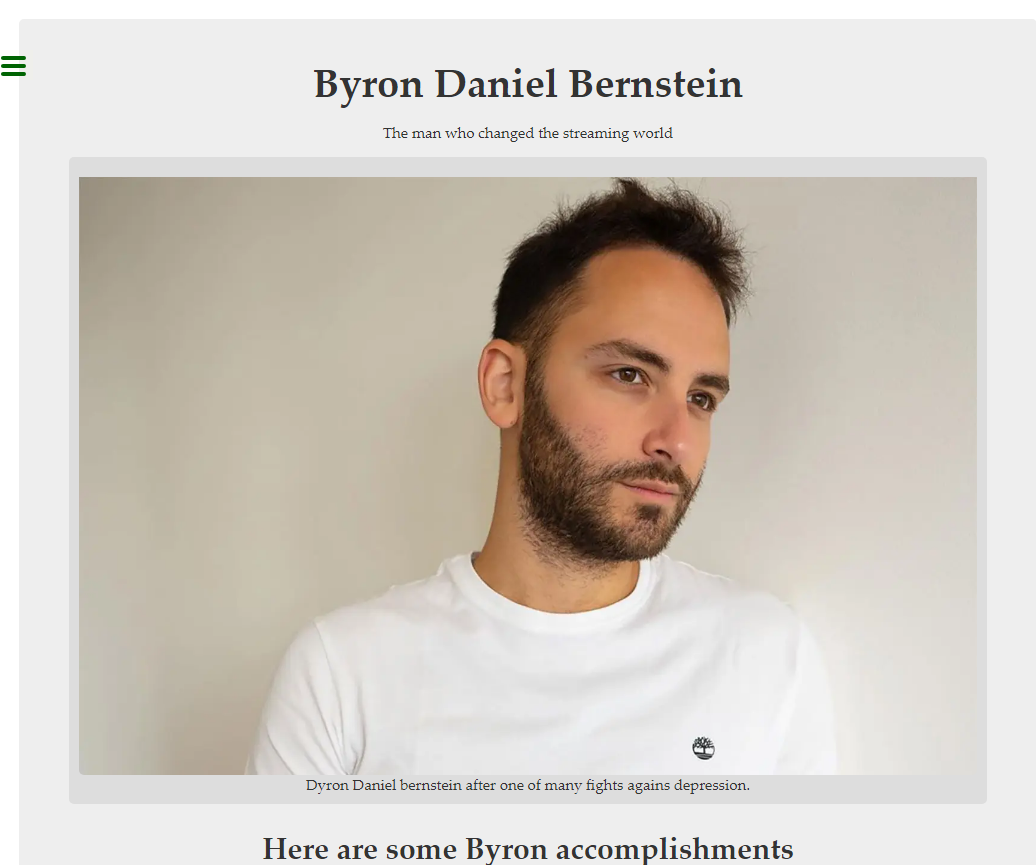 Byron Daniel Bernstein
The man who changed the streaming world
Dyron Daniel bernstein after one of many fights agains depression.
Here are some Byron accomplishments